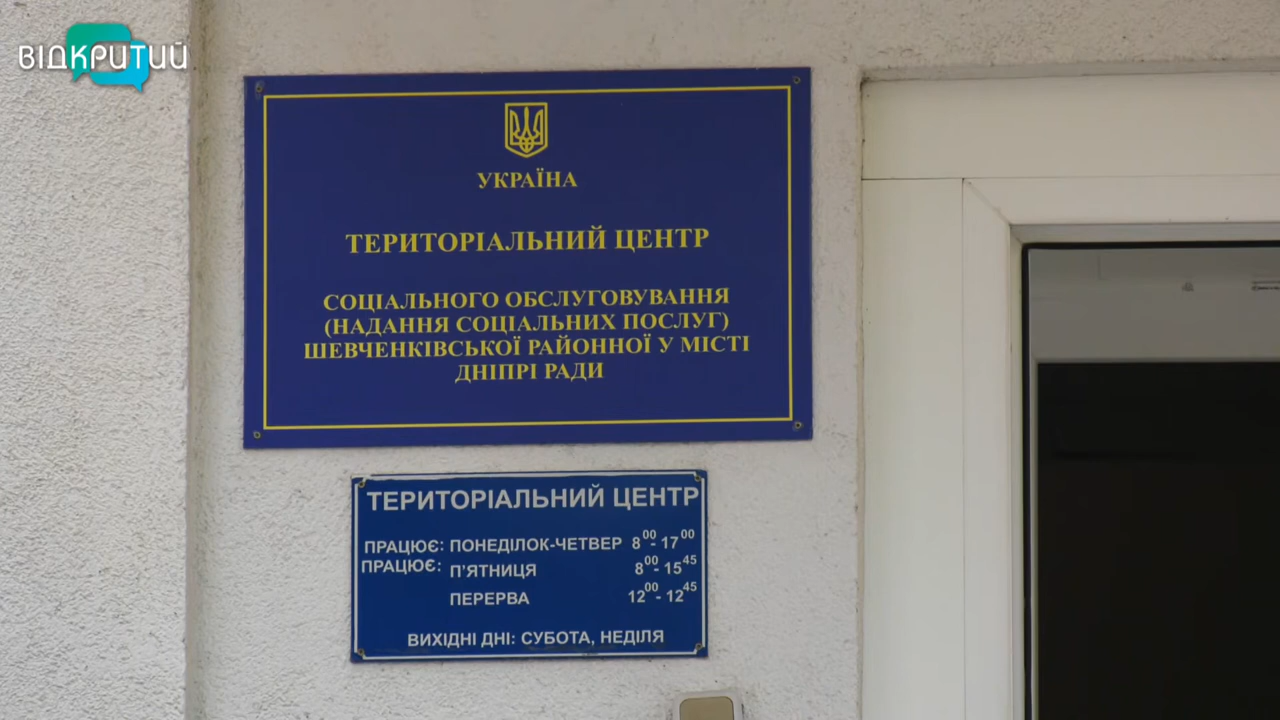 ВІДКРИТИЙ
УКРАЇНА
ТЕРИТОРІАЛЬНИЙ ЦЕНТР
СОЦІАЛЬНОГО ОБСЛУГОВУВАННЯ
(НАДАННЯ СОЦІАЛЬНИХ ПОСЛУГ)
ШЕВЧЕНКІВСЬКОЇ РАЙОННОЇ У МІСТІ
ДНІПРІ РАДИ
ТЕРИТОРІАЛЬНИЙ ЦЕНТР
ПРАЦЮЄ: ПОНЕДІЛОК-ЧЕТВЕР 8⁰⁰- 17⁰⁰
ПРАЦЮЄ: П'ЯТНИЦЯ 8⁰⁰- 15⁴⁵
ПЕРЕРВА 12⁰⁰- 12⁴⁵
ВИХІДНІ ДНІ: СУБОТА, НЕДІЛЯ